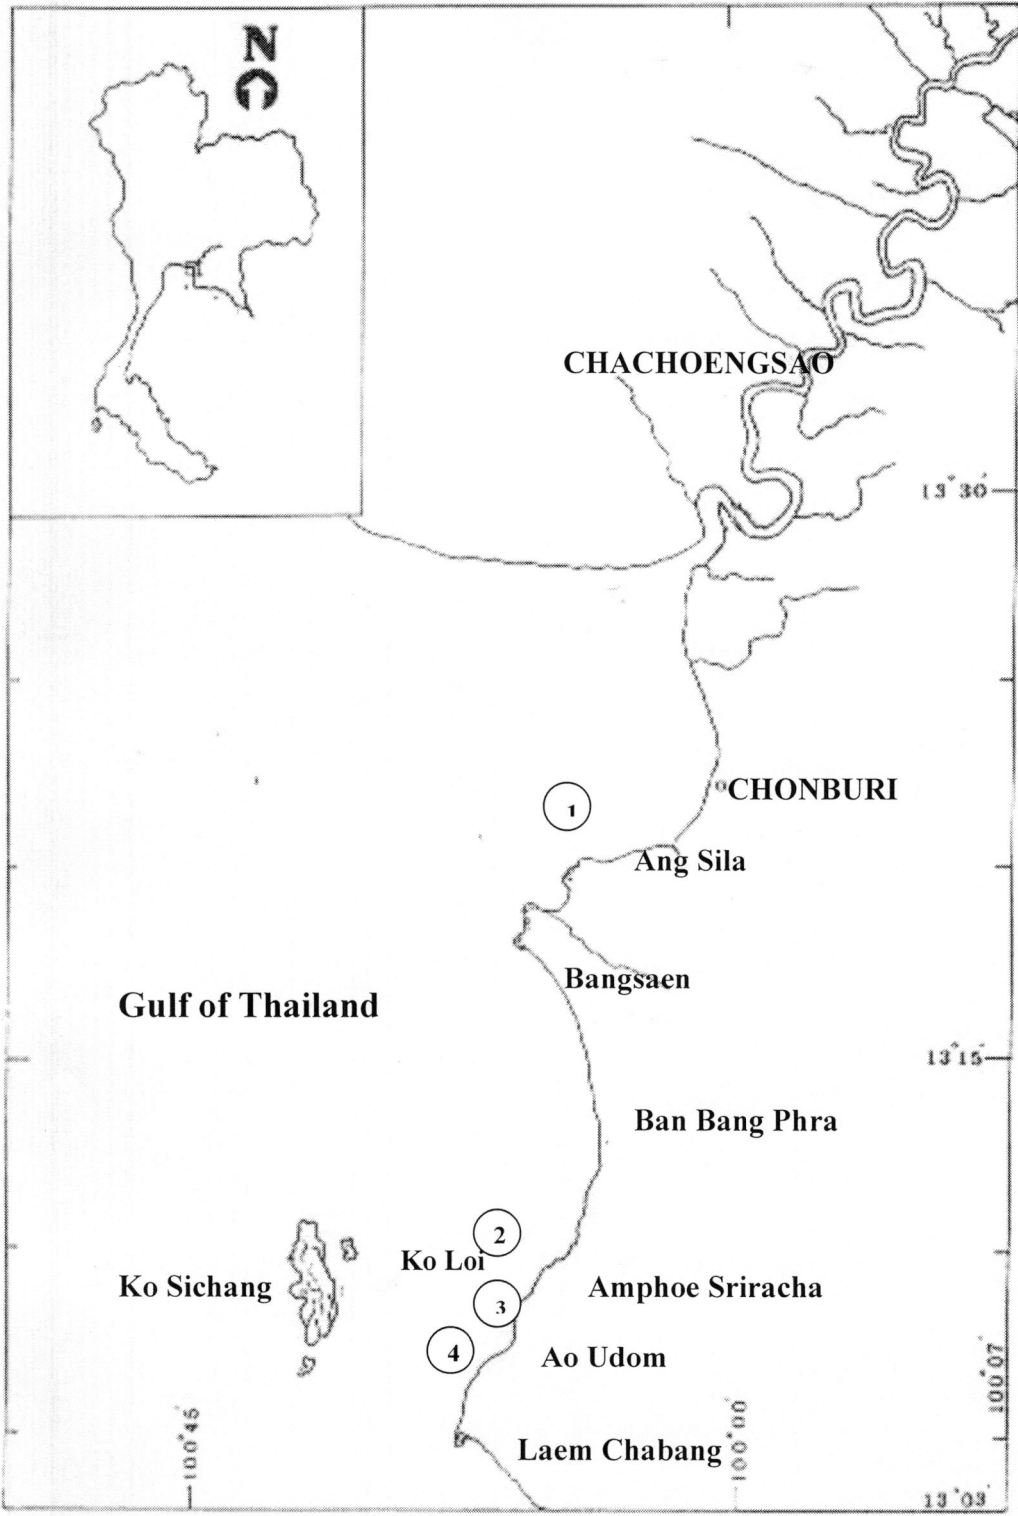 N
CHACHOENGSAO
13°30'
CHONBURI
1
Ang Sila
Bangsaen
Gulf of Thailand
13°15'
Ban Bang Phra
2
Ko Loi
Ko Sichang
Amphoe Sriracha
3
4
Ao Udom
100°07'
100°45'
100°00'
Laem Chabang
13°03'